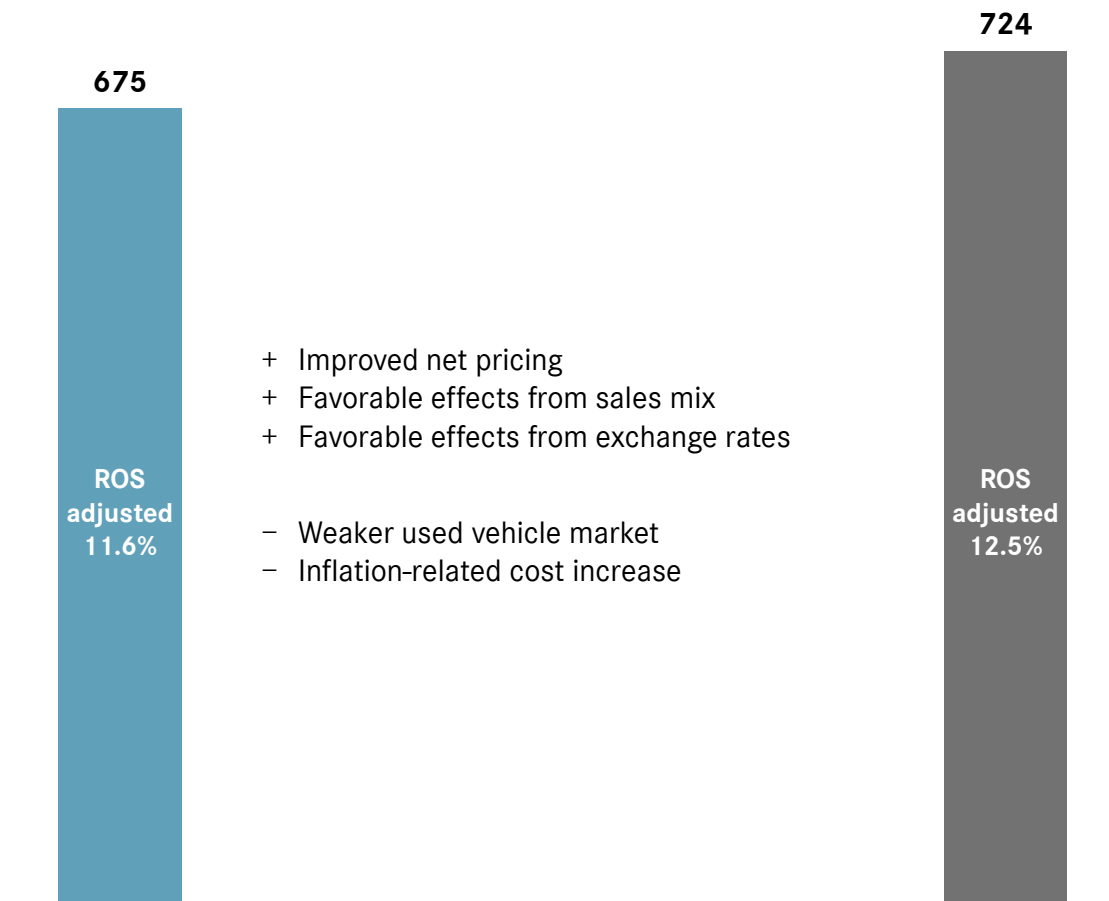 675
ROS
adjusted
11.6%
+ Improved net pricing
+ Favorable effects from sales mix
+ Favorable effects from exchange rates
– Weaker used vehicle market
– Inflation-related cost increase
724
ROS
adjusted
12.5%